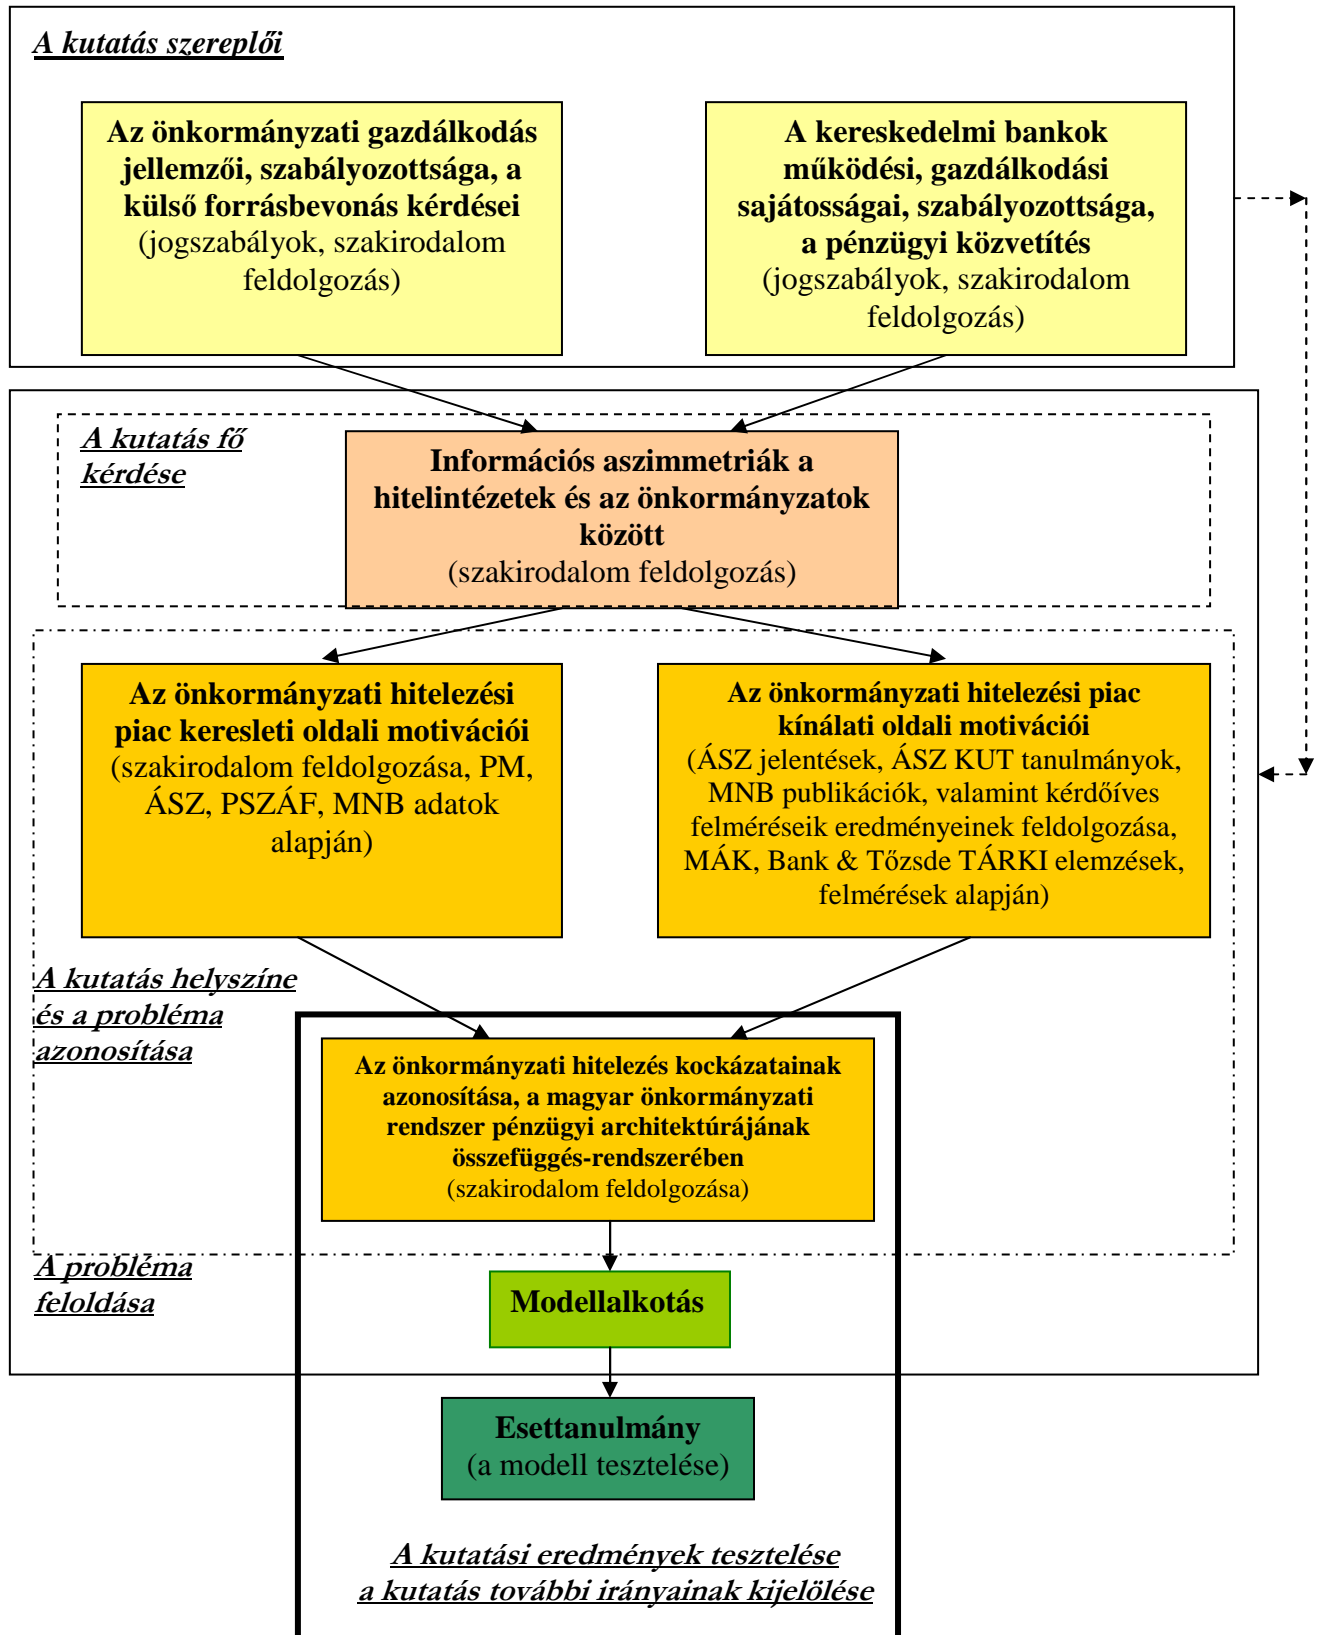 A kutatás szereplői
Az önkormányzati gazdálkodás
jellemzői, szabályozottsága, a
külső forrásbevonás kérdései
(jogszabályok, szakirodalom
feldolgozás)
A kereskedelmi bankok
működési, gazdálkodási
sajátosságai, szabályozottsága,
a pénzügyi közvetítés
(jogszabályok, szakirodalom
feldolgozás)
A kutatás fő
kérdése
Információs aszimmetriák a
hitelintézetek és az önkormányzatok
között
(szakirodalom feldolgozás)
Az önkormányzati hitelezési
piac keresleti oldali motivációi
(szakirodalom feldolgozása, PM,
ÁSZ, PSZÁF, MNB adatok
alapján)
Az önkormányzati hitelezési piac
kínálati oldali motivációi
(ÁSZ jelentések, ÁSZ KUT tanulmányok,
MNB publikációk, valamint kérdőíves
felméréseik eredményeinek feldolgozása,
MÁK, Bank & Tőzsde TÁRKI elemzések,
felmérések alapján)
A kutatás helyszíne
és a probléma
azonosítása
Az önkormányzati hitelezés kockázatainak
azonosítása, a magyar önkormányzati
rendszer pénzügyi architektúrájának
összefüggés-rendszerében
(szakirodalom feldolgozása)
A probléma
feloldása
Modellalkotás
Esettanulmány
(a modell tesztelése)
A kutatási eredmények tesztelése
a kutatás további irányainak kijelölése